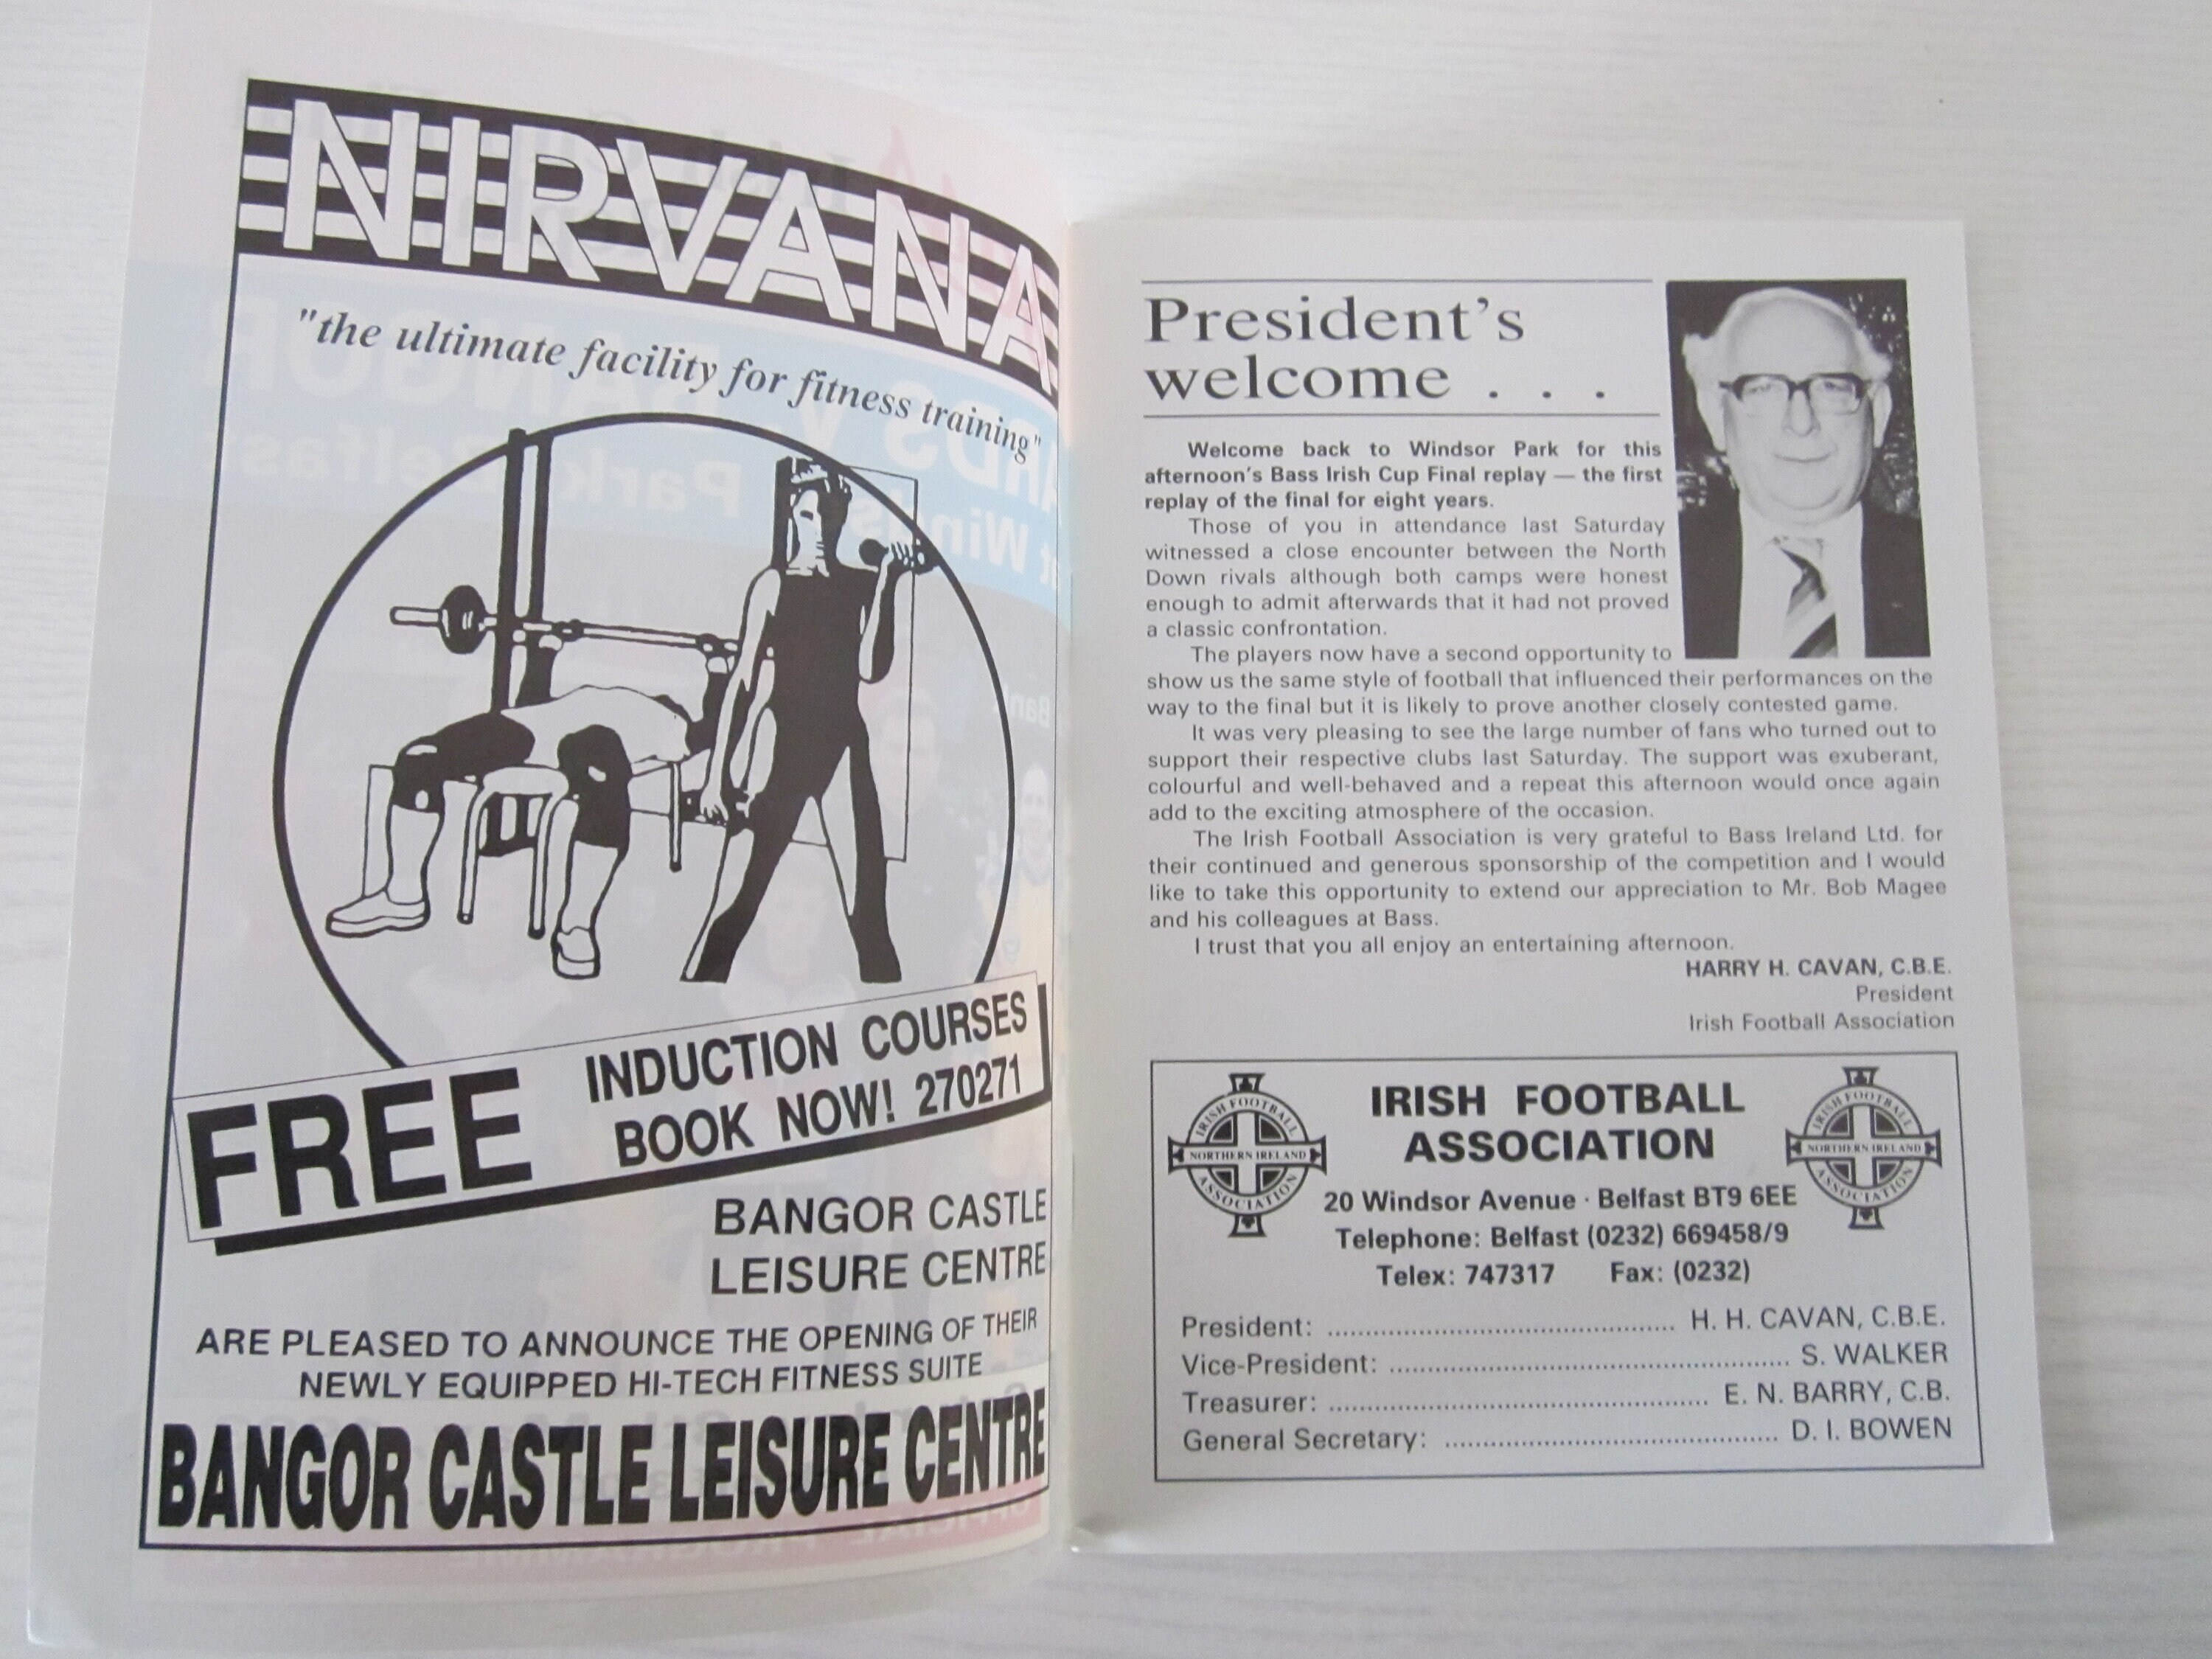 NIRVANA
"the ultimate facility for fitness training"
FREE
INDUCTION COURSES
BOOK NOW! 270271
BANGOR CASTLE
LEISURE CENTRE
ARE PLEASED TO ANNOUNCE THE OPENING OF THEIR
NEWLY EQUIPPED HI-TECH FITNESS SUITE
BANGOR CASTLE LEISURE CENTRE
President's
welcome . . .
Welcome back to Windsor Park for this
afternoon's Bass Irish Cup Final replay — the first
replay of the final for eight years.
Those of you in attendance last Saturday
witnessed a close encounter between the North
Down rivals although both camps were honest
enough to admit afterwards that it had not proved
a classic confrontation.
The players now have a second opportunity to
show us the same style of football that influenced their performances on the
way to the final but it is likely to prove another closely contested game.
It was very pleasing to see the large number of fans who turned out to
support their respective clubs last Saturday. The support was exuberant,
colourful and well-behaved and a repeat this afternoon would once again
add to the exciting atmosphere of the occasion.
The Irish Football Association is very grateful to Bass Ireland Ltd. for
their continued and generous sponsorship of the competition and I would
like to take this opportunity to extend our appreciation to Mr. Bob Magee
and his colleagues at Bass.
I trust that you all enjoy an entertaining afternoon.
HARRY H. CAVAN, C.B.E.
President
Irish Football Association
IRISH FOOTBALL
NORTHERN IRELAND
ASSOCIATION
IRISH FOOTBALL
ASSOCIATION
IRISH FOOTBALL
NORTHERN IRELAND
ASSOCIATION
20 Windsor Avenue · Belfast BT9 6EE
Telephone: Belfast (0232) 669458/9
Telex: 747317 Fax: (0232)
President: .......... H. H. CAVAN, C.B.E.
Vice-President: .......... S. WALKER
Treasurer: .......... E. N. BARRY, C.B.
General Secretary: .......... D. I. BOWEN